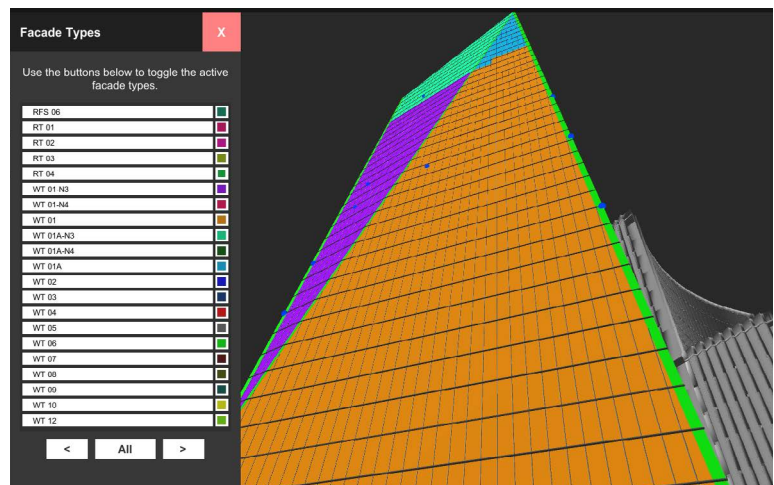 Facade Types
X
Use the buttons below to toggle the active
facade types.
RFS 06
RT 01
RT 02
RT 03
RT 04
WT 01 N3
WT 01-N4
WT 01
WT 01A-N3
WT 01A-N4
WT 01A
WT 02
WT 03
WT 04
WT 05
WT 06
WT 07
WT 08
WT 09
WT 10
WT 12
< All >